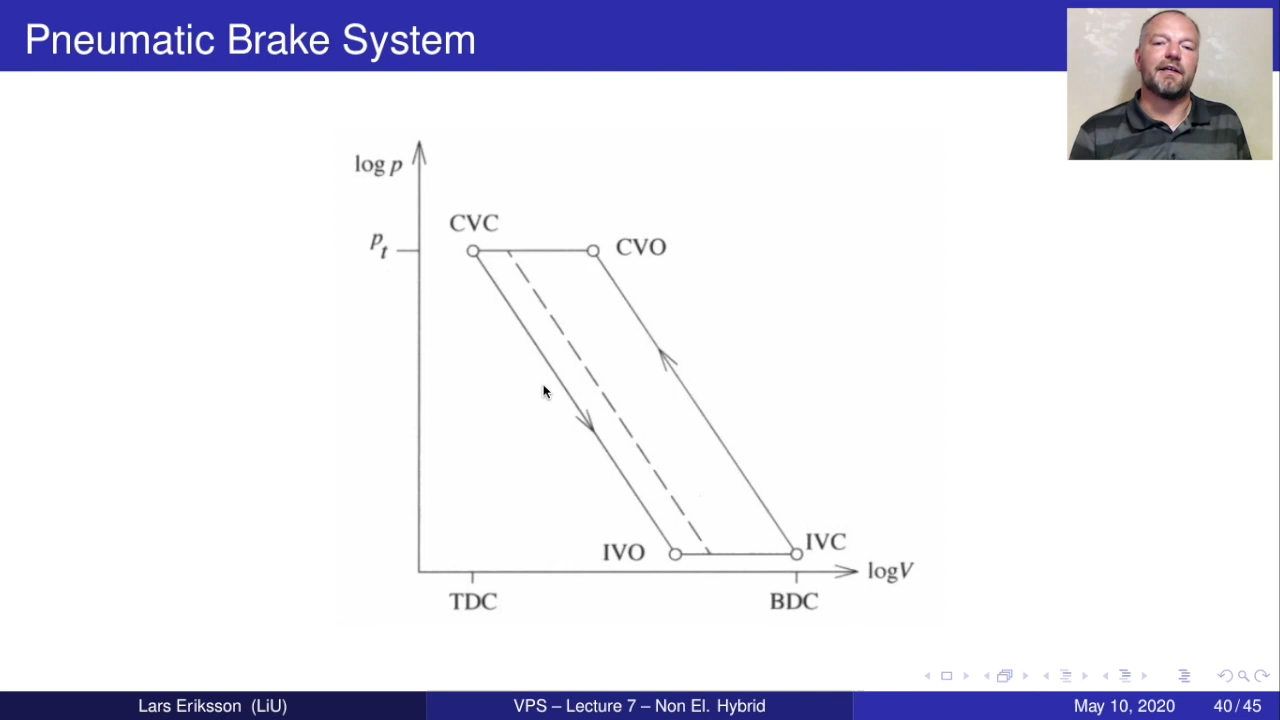 Pneumatic Brake System
log p
CVC
p_t
CVO
IVO
IVC
log V
TDC
BDC
Lars Eriksson (LiU)
VPS – Lecture 7 – Non El. Hybrid
May 10, 2020
40 / 45